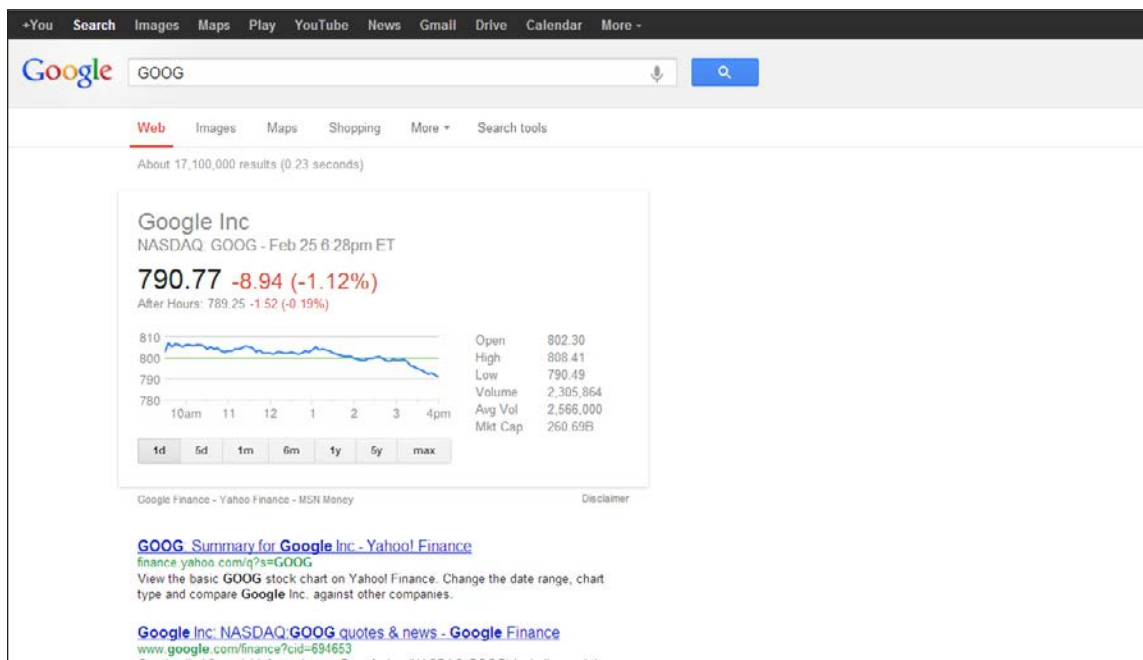 +You Search Images Maps Play YouTube News Gmail Drive Calendar More
Google GOOG
Web Images Maps Shopping More Search tools
About 17,100,000 results (0.23 seconds)
Google Inc
NASDAQ: GOOG - Feb 25 6:28pm ET
790.77 -8.94 (-1.12%)
After Hours: 789.25 -1.52 (-0.19%)
810
800
790
780
10am 11 12 1 2 3 4pm
Open 802.30
High 808.41
Low 790.49
Volume 2,305,864
Avg Vol 2,566,000
Mkt Cap 260.69B
1d 5d 1m 6m 1y 5y max
Google Finance - Yahoo Finance - MSN Money Disclaimer
GOOG: Summary for Google Inc - Yahoo! Finance
finance.yahoo.com/q?s=GOOG
View the basic GOOG stock chart on Yahoo! Finance. Change the date range, chart
type and compare Google Inc. against other companies.
Google Inc: NASDAQ:GOOG quotes & news - Google Finance
www.google.com/finance?cid=694653